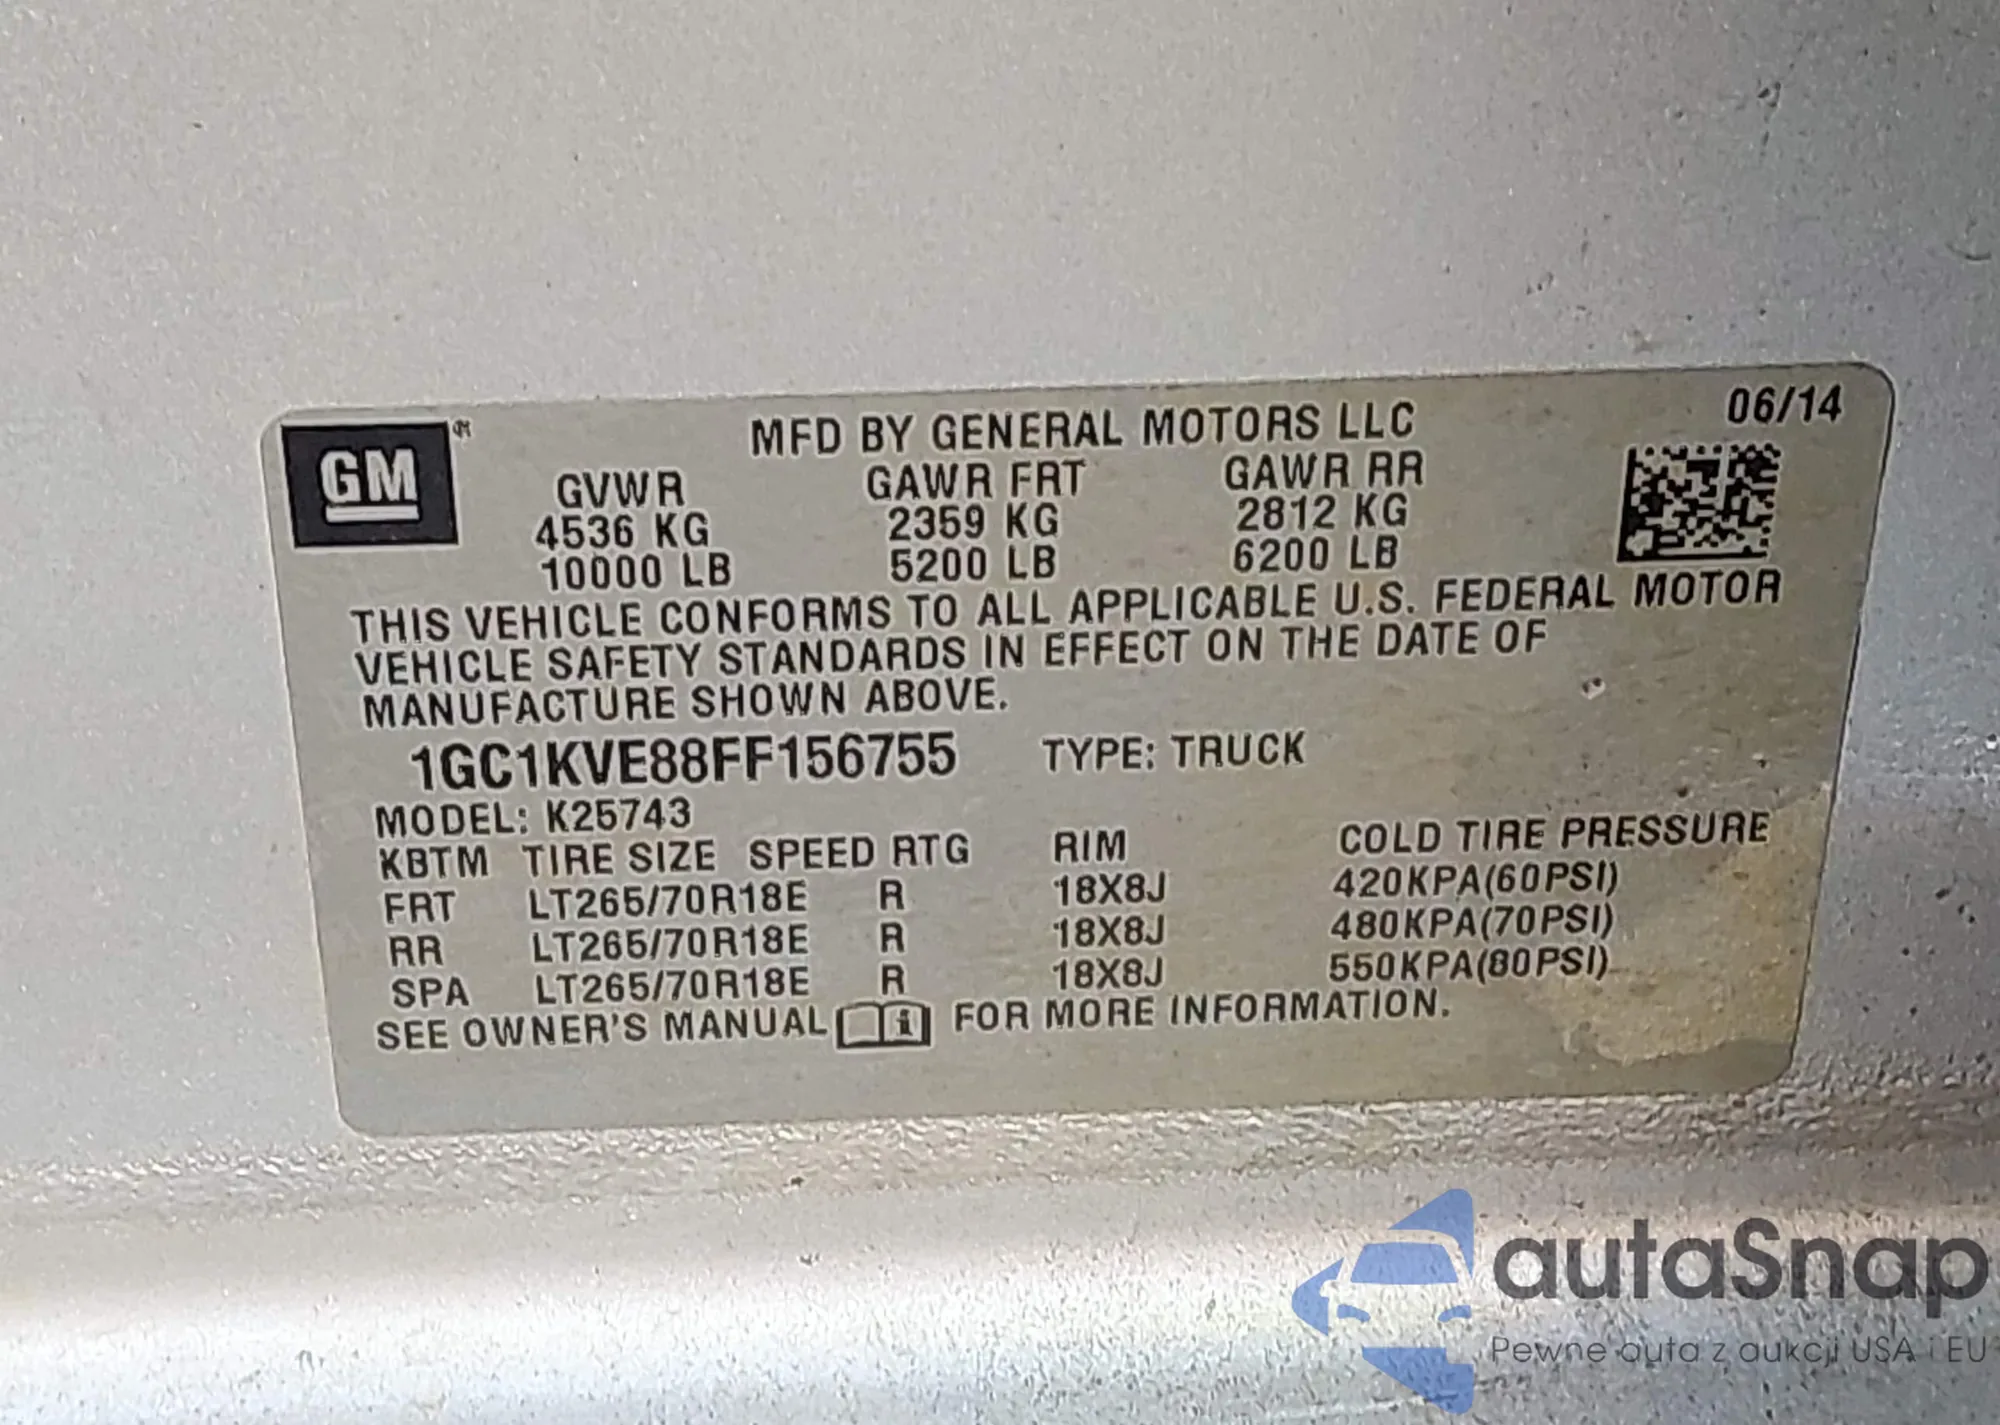 GM
MFD BY GENERAL MOTORS LLC 06/14
GVWR GAWR FRT GAWR RR
4536 KG 2359 KG 2812 KG
10000 LB 5200 LB 6200 LB
THIS VEHICLE CONFORMS TO ALL APPLICABLE U.S. FEDERAL MOTOR
VEHICLE SAFETY STANDARDS IN EFFECT ON THE DATE OF
MANUFACTURE SHOWN ABOVE.
1GC1KVE88FF156755 TYPE: TRUCK
MODEL: K25743
KBTM TIRE SIZE SPEED RTG RIM COLD TIRE PRESSURE
FRT LT265/70R18E R 18X8J 420KPA(60PSI)
RR LT265/70R18E R 18X8J 480KPA(70PSI)
SPA LT265/70R18E R 18X8J 550KPA(80PSI)
SEE OWNER'S MANUAL FOR MORE INFORMATION.
autaSnap
Pewne auta z aukcji USA i EU